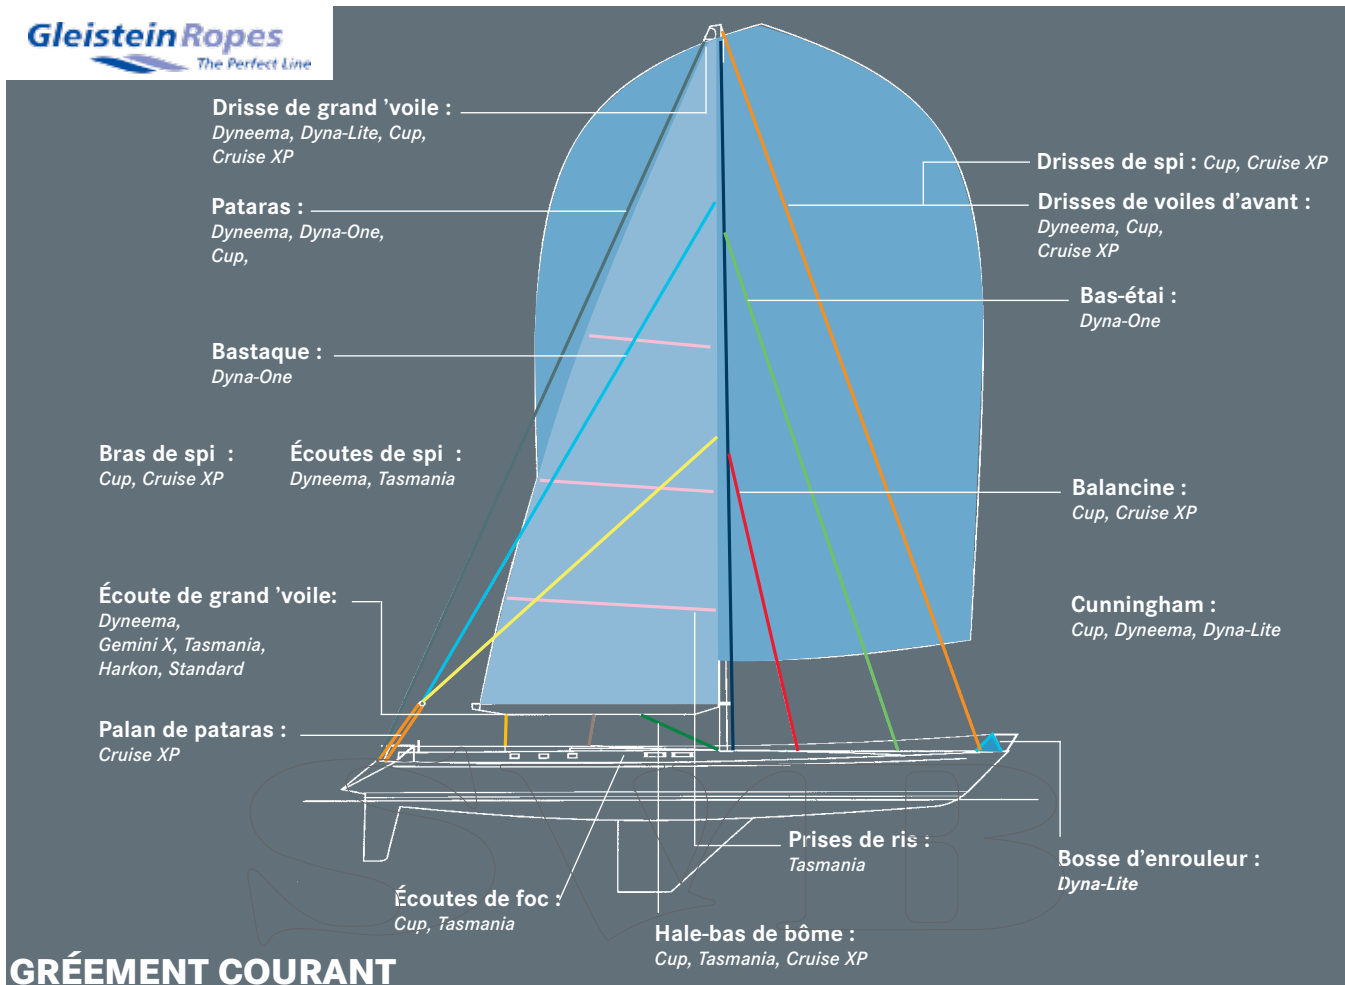 Gleistein Ropes
The Perfect Line
Drisse de grand 'voile :
Dyneema, Dyna-Lite, Cup,
Cruise XP
Drisses de spi : Cup, Cruise XP
Pataras :
Dyneema, Dyna-One,
Cup,
Drisses de voiles d'avant :
Dyneema, Cup,
Cruise XP
Bas-étai :
Dyna-One
Bastaque :
Dyna-One
Bras de spi :
Cup, Cruise XP
Écoutes de spi :
Dyneema, Tasmania
Balancine :
Cup, Cruise XP
Écoute de grand 'voile:
Dyneema,
Gemini X, Tasmania,
Harkon, Standard
Cunningham :
Cup, Dyneema, Dyna-Lite
Palan de pataras :
Cruise XP
Prises de ris :
Tasmania
Bosse d'enrouleur :
Dyna-Lite
Écoutes de foc :
Cup, Tasmania
Hale-bas de bôme :
Cup, Tasmania, Cruise XP
GRÉEMENT COURANT